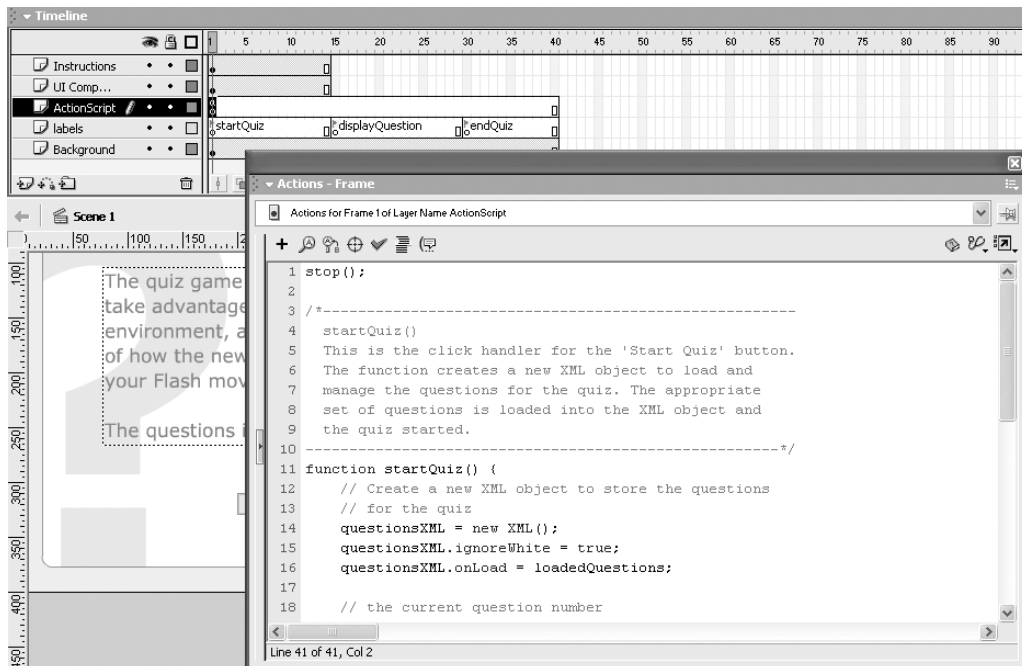 Timeline
1 5 10 15 20 25 30 35 40 45 50 55 60 65 70 75 80 85 90
Instructions
UI Comp...
ActionScript
labels startQuiz displayQuestion endQuiz
Background
Actions - Frame
Actions for Frame 1 of Layer Name ActionScript
Scene 1
50 100 150
100
150
200
250
300
350
400
450
The quiz game
take advantage
environment, a
of how the new
your Flash mov
The questions i
1 stop();
2
3 /*-------------------------------------------------------
4 startQuiz()
5 This is the click handler for the 'Start Quiz' button.
6 The function creates a new XML object to load and
7 manage the questions for the quiz. The appropriate
8 set of questions is loaded into the XML object and
9 the quiz started.
10 -------------------------------------------------------*/
11 function startQuiz() {
12 // Create a new XML object to store the questions
13 // for the quiz
14 questionsXML = new XML();
15 questionsXML.ignoreWhite = true;
16 questionsXML.onLoad = loadedQuestions;
17
18 // the current question number
Line 41 of 41, Col 2